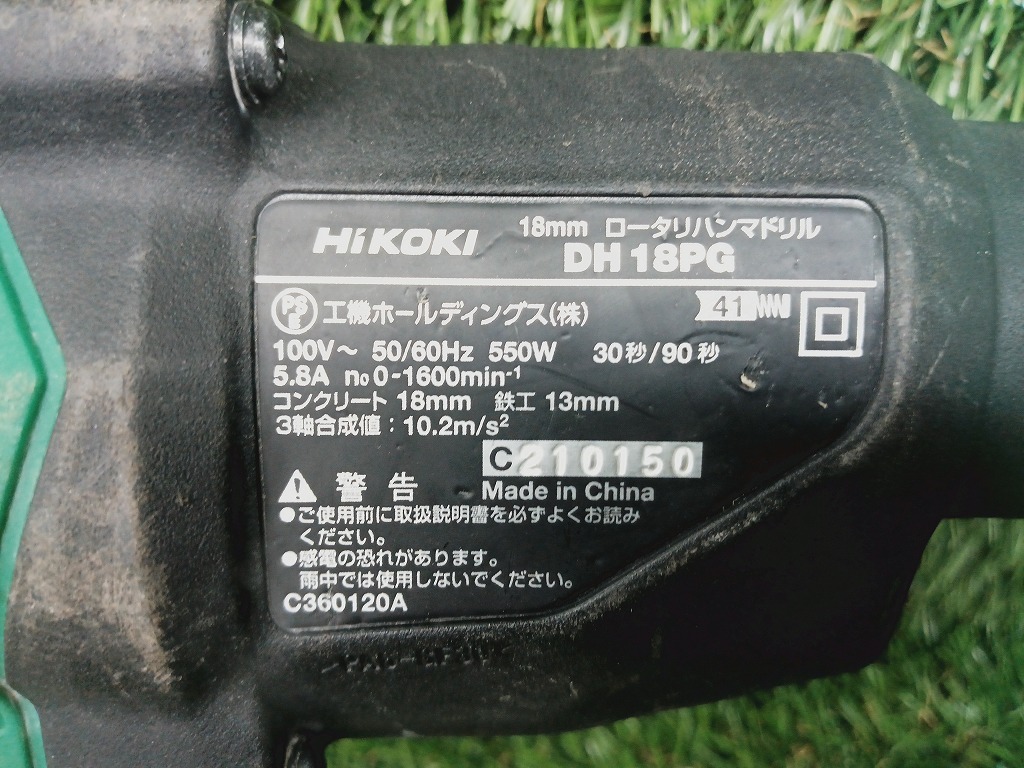 18mm ロータリハンマドリル
HiKOKI DH 18PG
PS E 工機ホールディングス(株) 41
100V～ 50/60Hz 550W 30秒/90秒
5.8A no 0-1600min-1
コンクリート 18mm 鉄工 13mm
3軸合成値：10.2m/s2
C210150
警告 Made in China
●ご使用前に取扱説明書を必ずよくお読み
ください。
●感電の恐れがあります。
雨中では使用しないでください。
C360120A